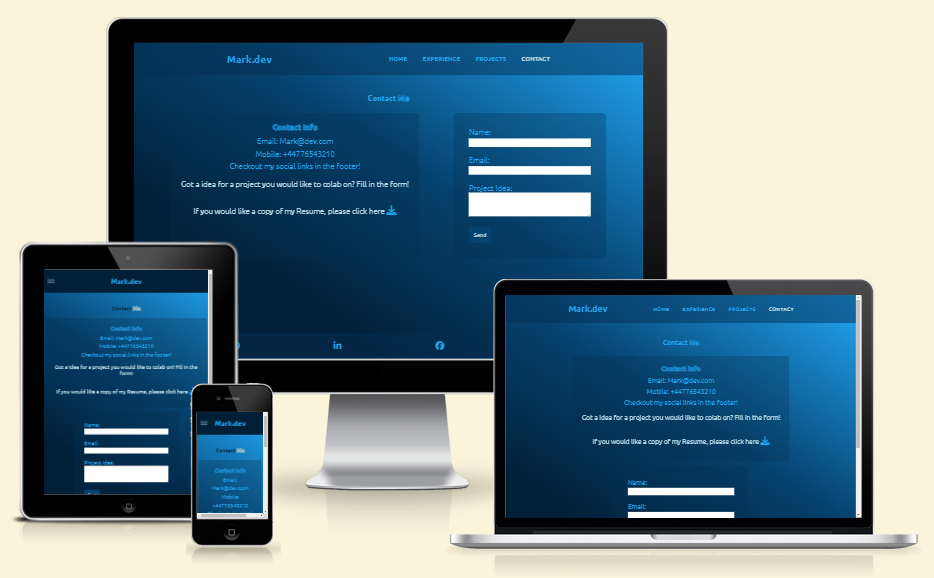 Mark.dev
HOME EXPERIENCE PROJECTS CONTACT
Contact Me
Contact Info
Email: Mark@dev.com
Mobile: +44776543210
Checkout my social links in the footer!
Got a idea for a project you would like to colab on? Fill in the form!
If you would like a copy of my Resume, please click here
Name:
Email:
Project Idea:
Send
in
Mark.dev
Contact Me
Contact Info
Email: Mark@dev.com
Mobile: +44776543210
Checkout my social links in the footer!
Got a idea for a project you would like to colab on? Fill in the
form!
If you would like a copy of my Resume, please click here
Name:
Email:
Project Idea:
Mark.dev
Contact Me
Contact Info
Email:
Mark@dev.com
Mobile:
+44776543210
Mark.dev
HOME EXPERIENCE PROJECTS CONTACT
Contact Me
Contact Info
Email: Mark@dev.com
Mobile: +44776543210
Checkout my social links in the footer!
Got a idea for a project you would like to colab on? Fill in the form!
If you would like a copy of my Resume, please click here
Name:
Email: